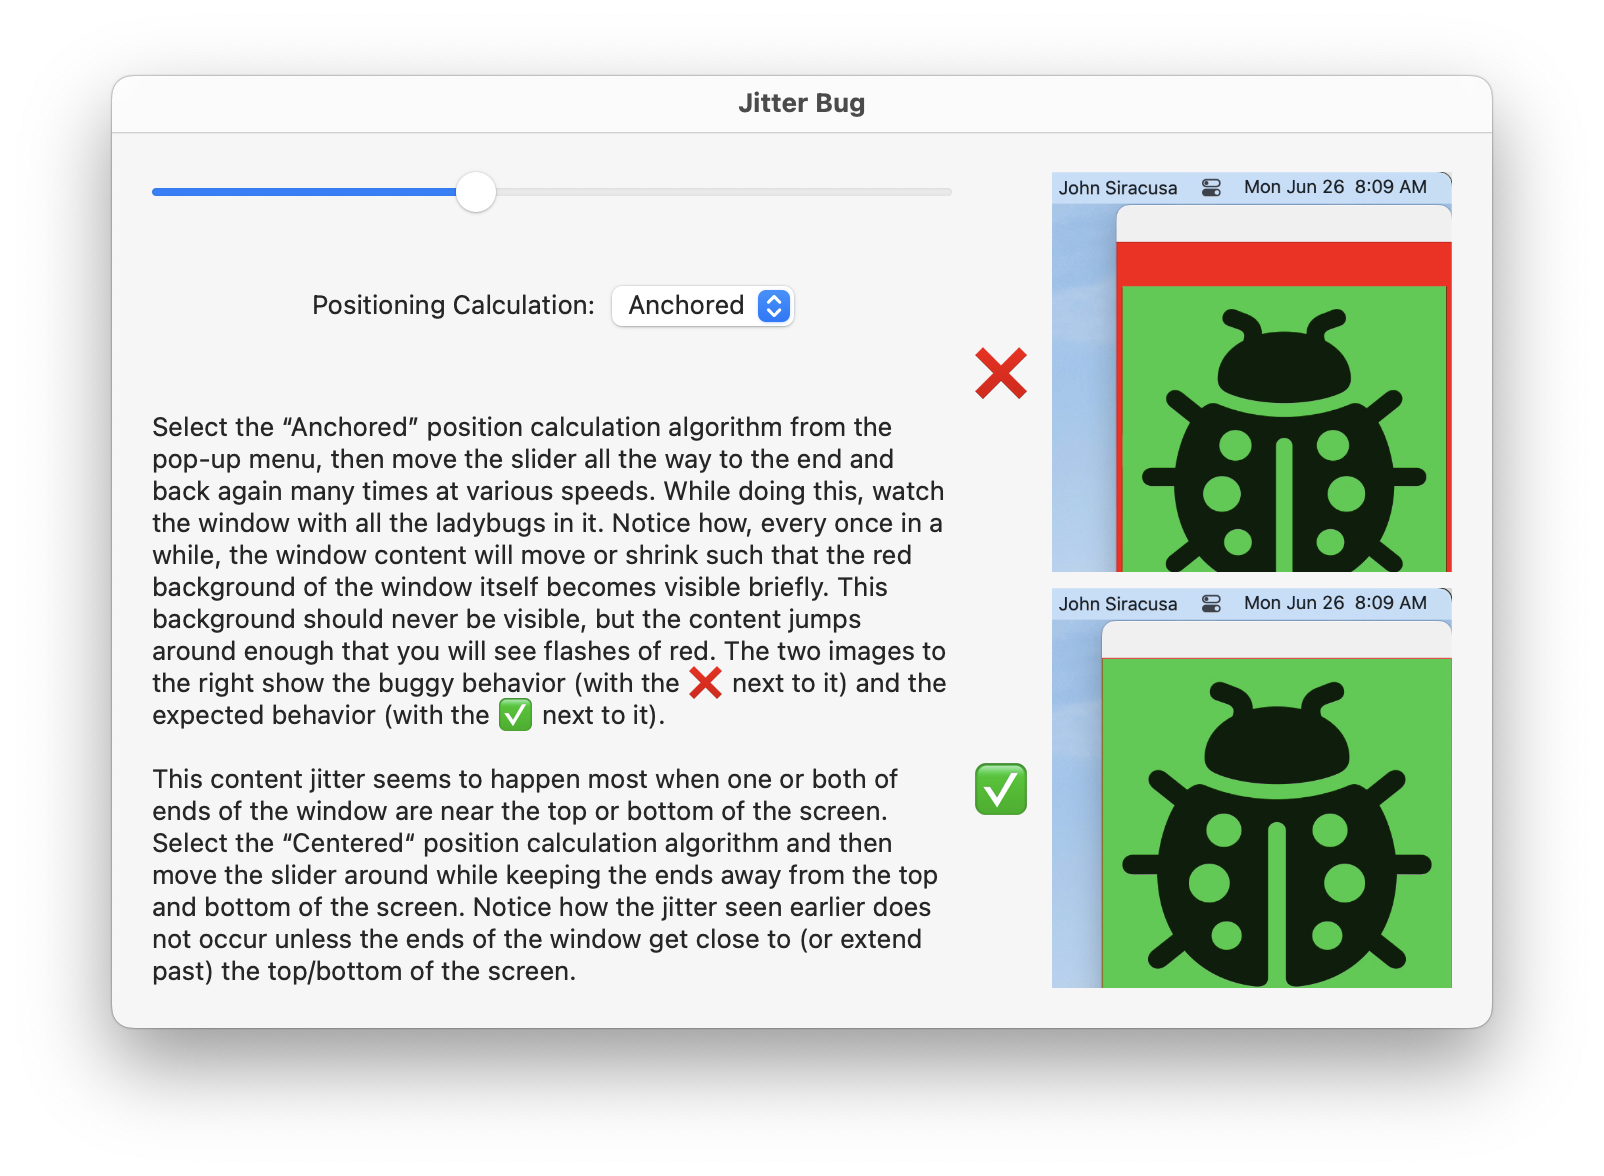 Jitter Bug
Positioning Calculation: Anchored
Select the “Anchored” position calculation algorithm from the
pop-up menu, then move the slider all the way to the end and
back again many times at various speeds. While doing this, watch
the window with all the ladybugs in it. Notice how, every once in a
while, the window content will move or shrink such that the red
background of the window itself becomes visible briefly. This
background should never be visible, but the content jumps
around enough that you will see flashes of red. The two images to
the right show the buggy behavior (with the ❌ next to it) and the
expected behavior (with the ✅ next to it).
This content jitter seems to happen most when one or both of
ends of the window are near the top or bottom of the screen.
Select the “Centered“ position calculation algorithm and then
move the slider around while keeping the ends away from the top
and bottom of the screen. Notice how the jitter seen earlier does
not occur unless the ends of the window get close to (or extend
past) the top/bottom of the screen.
John Siracusa Mon Jun 26 8:09 AM
John Siracusa Mon Jun 26 8:09 AM